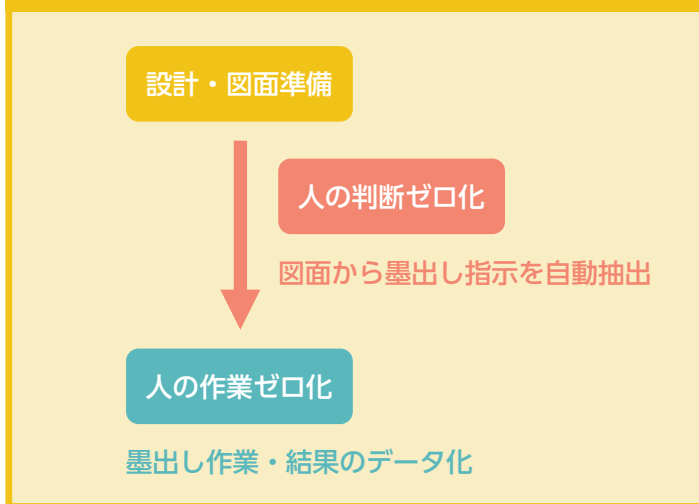 設計・図面準備
人の判断ゼロ化
図面から墨出し指示を自動抽出
人の作業ゼロ化
墨出し作業・結果のデータ化